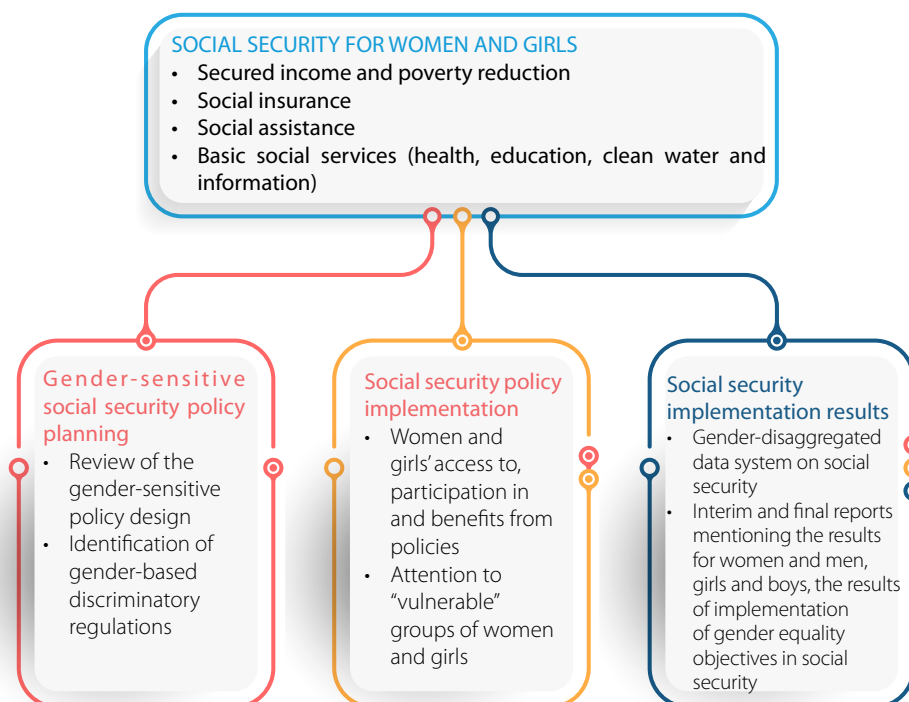 SOCIAL SECURITY FOR WOMEN AND GIRLS
• Secured income and poverty reduction
• Social insurance
• Social assistance
• Basic social services (health, education, clean water and
information)
Gender-sensitive
social security policy
planning
• Review of the
gender-sensitive
policy design
• Identification of
gender-based
discriminatory
regulations
Social security policy
implementation
• Women and
girls' access to,
participation in
and benefits from
policies
• Attention to
“vulnerable”
groups of women
and girls
Social security
implementation results
• Gender-disaggregated
data system on social
security
• Interim and final reports
mentioning the results
for women and men,
girls and boys, the results
of implementation
of gender equality
objectives in social
security